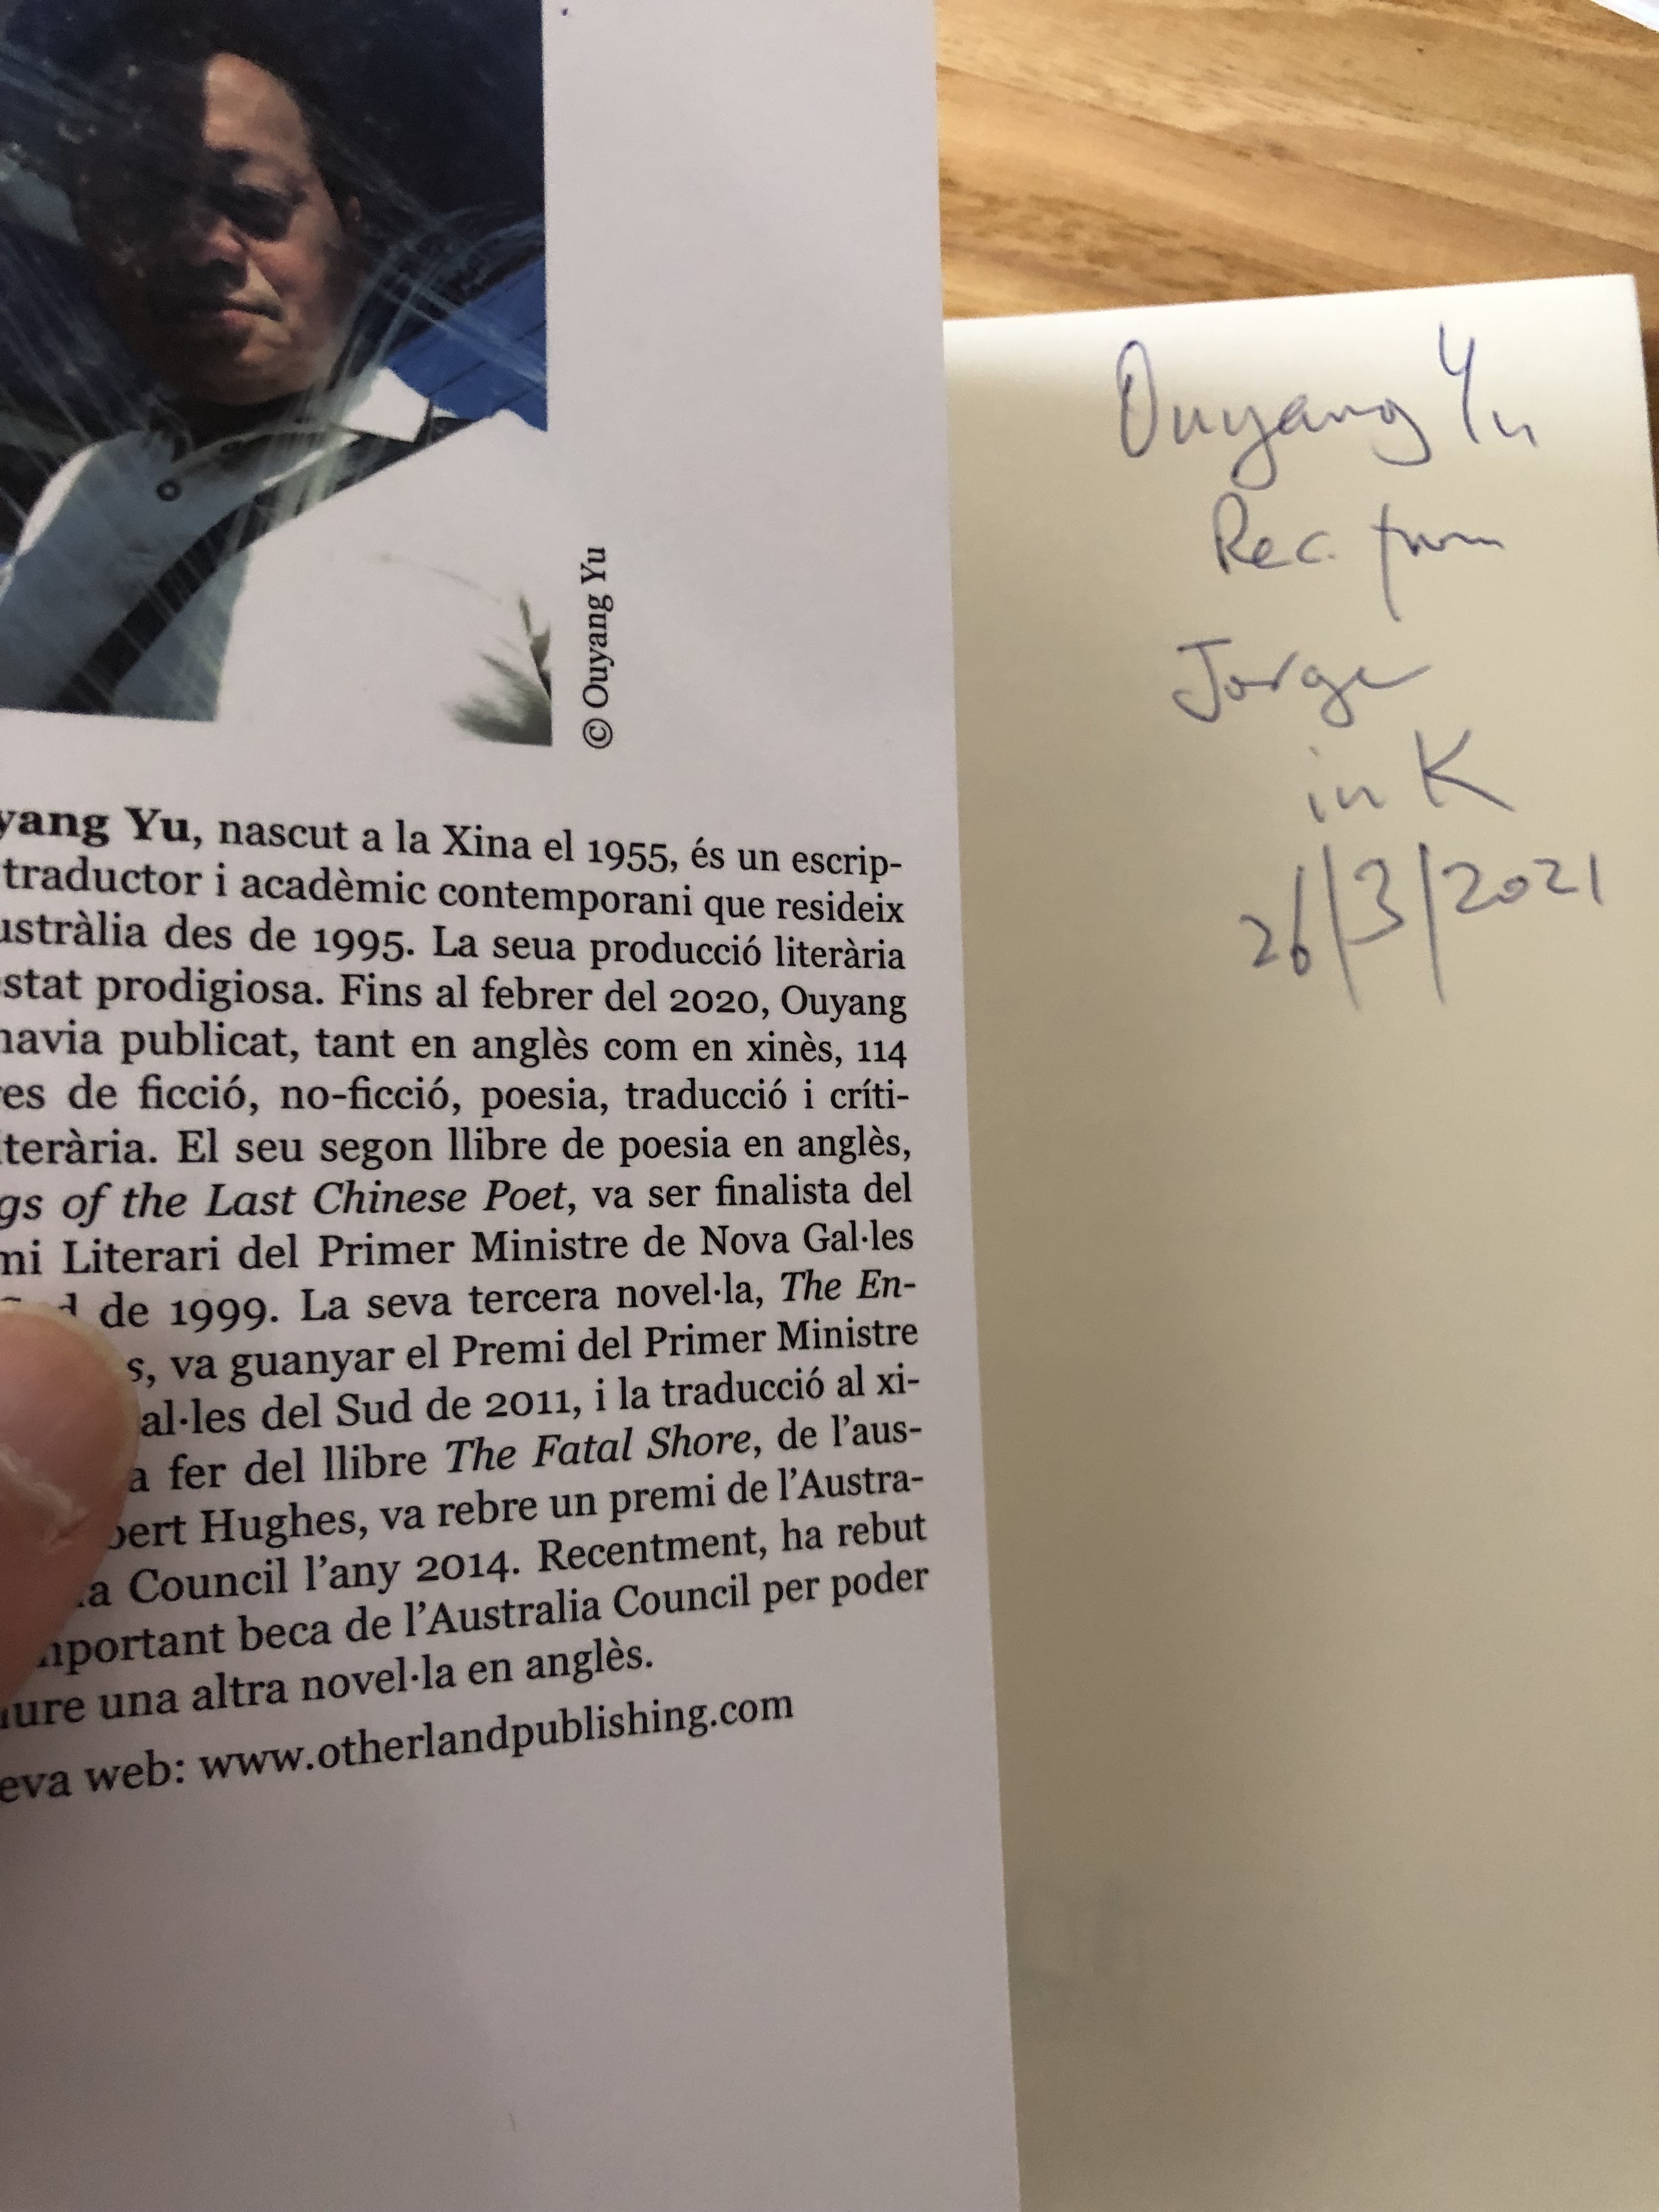 © Ouyang Yu
yang Yu, nascut a la Xina el 1955, és un escrip-
traductor i acadèmic contemporani que resideix
ustràlia des de 1995. La seua producció literària
stat prodigiosa. Fins al febrer del 2020, Ouyang
havia publicat, tant en anglès com en xinès, 114
res de ficció, no-ficció, poesia, traducció i críti-
iterària. El seu segon llibre de poesia en anglès,
gs of the Last Chinese Poet, va ser finalista del
mi Literari del Primer Ministre de Nova Gal·les
d de 1999. La seva tercera novel·la, The En-
s, va guanyar el Premi del Primer Ministre
al·les del Sud de 2011, i la traducció al xi-
a fer del llibre The Fatal Shore, de l'aus-
bert Hughes, va rebre un premi de l'Austra-
a Council l'any 2014. Recentment, ha rebut
mportant beca de l'Australia Council per poder
iure una altra novel·la en anglès.
eva web: www.otherlandpublishing.com
Ouyang Yu
Rec. from
Jorge
in K
26/3/2021